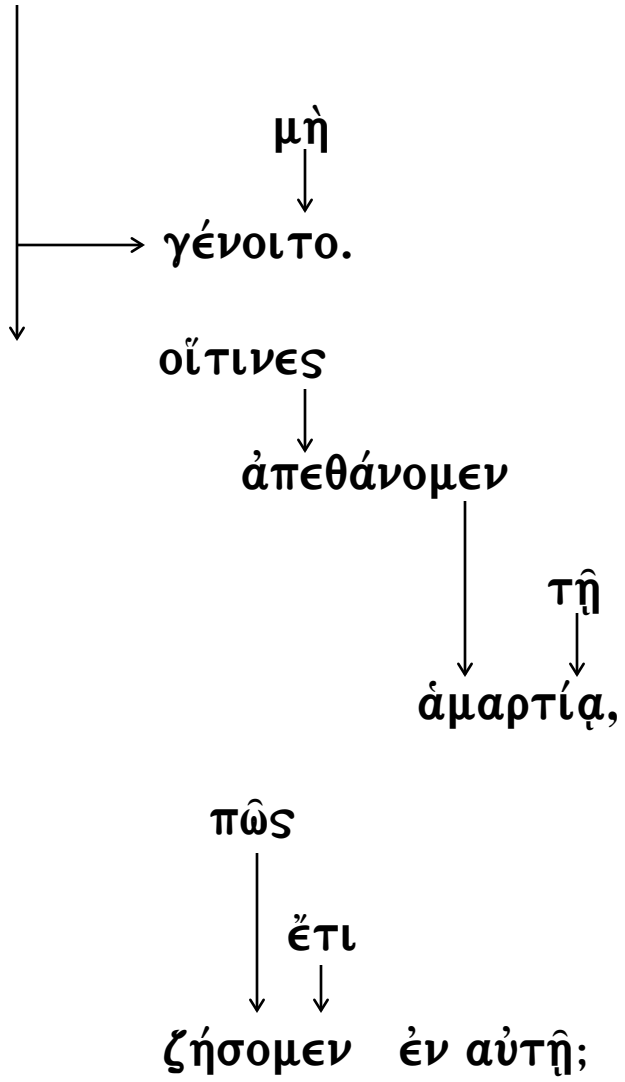 μὴ
γένοιτο.
οἵτινες
ἀπεθάνομεν
τῇ
ἁμαρτίᾳ,
πῶς
ἔτι
ζήσομεν ἐν αὐτῇ;